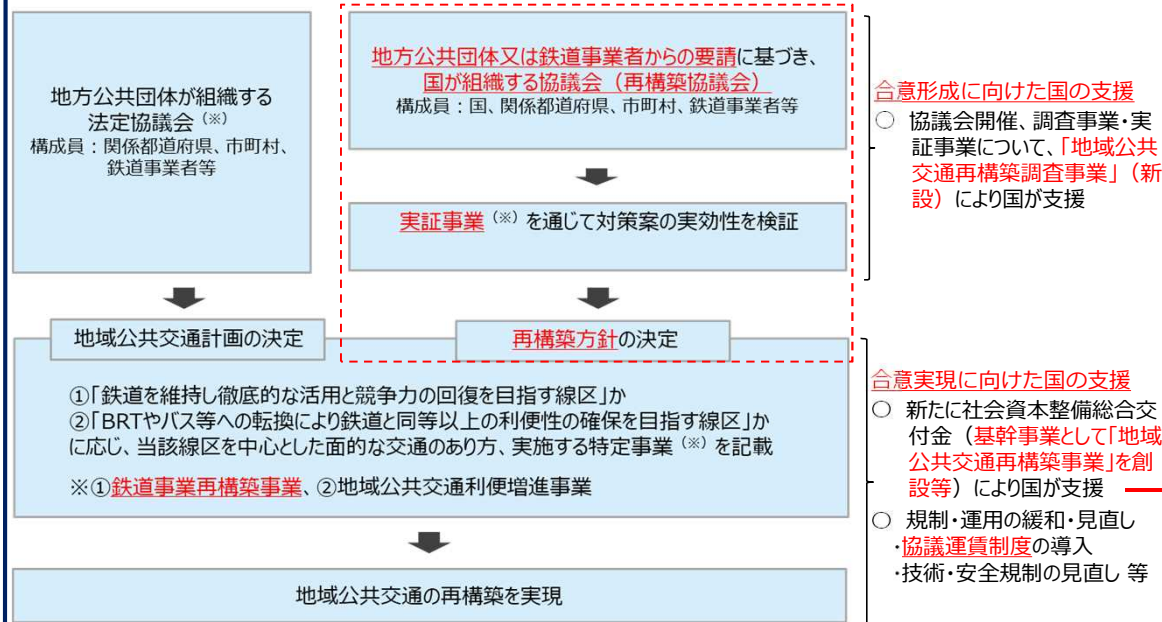 地方公共団体が組織する
法定協議会（※）
構成員：関係都道府県、市町村、
鉄道事業者等
地方公共団体又は鉄道事業者からの要請に基づき、
国が組織する協議会（再構築協議会）
構成員：国、関係都道府県、市町村、鉄道事業者等
実証事業（※）を通じて対策案の実効性を検証
合意形成に向けた国の支援
○ 協議会開催、調査事業・実
証事業について、「地域公共
交通再構築調査事業」（新
設）により国が支援
地域公共交通計画の決定
再構築方針の決定
①「鉄道を維持し徹底的な活用と競争力の回復を目指す線区」か
②「BRTやバス等への転換により鉄道と同等以上の利便性の確保を目指す線区」か
に応じ、当該線区を中心とした面的な交通のあり方、実施する特定事業（※）を記載
※①鉄道事業再構築事業、②地域公共交通利便増進事業
地域公共交通の再構築を実現
合意実現に向けた国の支援
○ 新たに社会資本整備総合交
付金（基幹事業として「地域
公共交通再構築事業」を創
設等）により国が支援
○ 規制・運用の緩和・見直し
・協議運賃制度の導入
・技術・安全規制の見直し 等